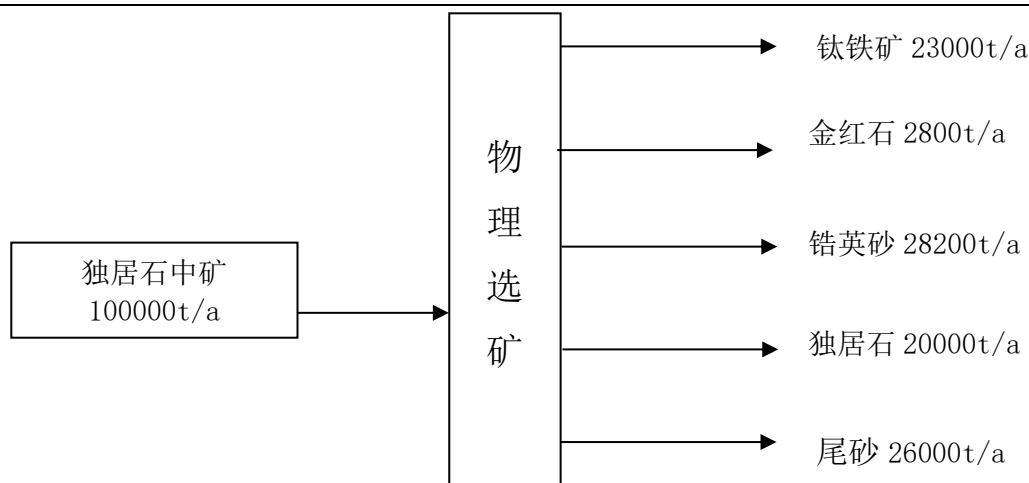 独居石中矿
100000t/a
物
理
选
矿
钛铁矿 23000t/a
金红石 2800t/a
锆英砂 28200t/a
独居石 20000t/a
尾砂 26000t/a